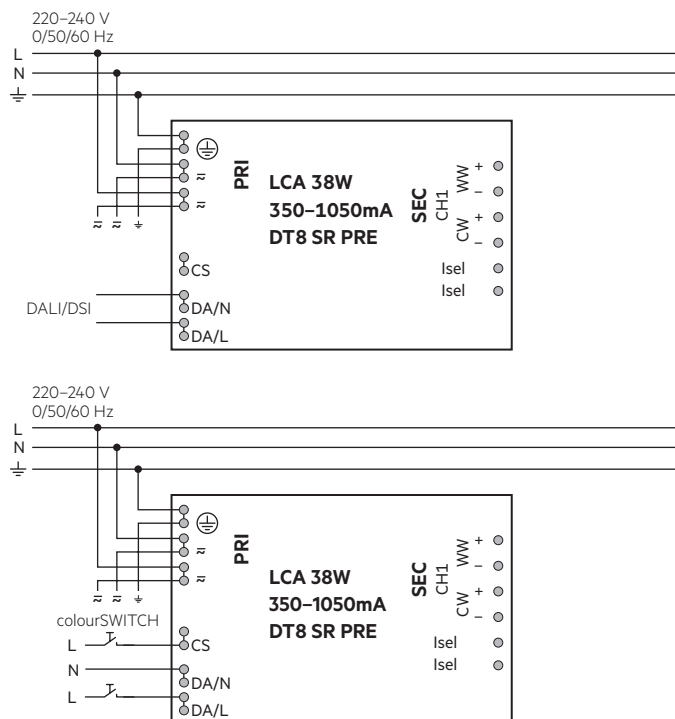 220–240 V
0/50/60 Hz
L
N
PRI
LCA 38W
350–1050mA
DT8 SR PRE
SEC
CH1
WW
+
–
CW
+
–
Isel
Isel
CS
DALI/DSI
DA/N
DA/L
220–240 V
0/50/60 Hz
L
N
PRI
LCA 38W
350–1050mA
DT8 SR PRE
SEC
CH1
WW
+
–
CW
+
–
Isel
Isel
colourSWITCH
L
CS
N
DA/N
L
DA/L